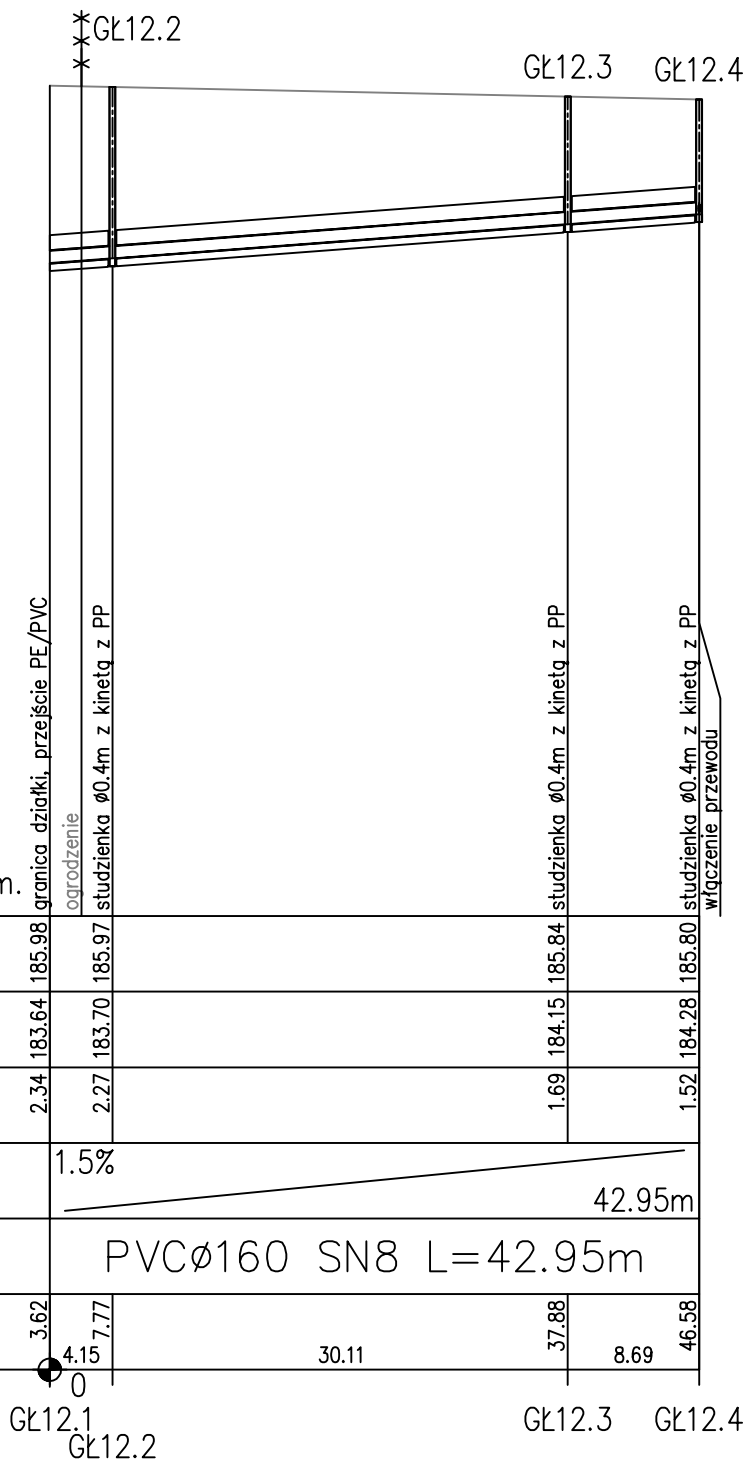 GŁ12.2
GŁ12.3 GŁ12.4
granica działki, przejście PE/PVC
ogrodzenie
studzienka ø0.4m z kinetą z PP
studzienka ø0.4m z kinetą z PP
studzienka ø0.4m z kinetą z PP
włączenie przewodu
m.
185.98 185.97 185.84 185.80
183.64 183.70 184.15 184.28
2.34 2.27 1.69 1.52
1.5%
42.95m
PVCø160 SN8 L=42.95m
3.62 7.77 37.88 46.58
4.15 30.11 8.69
0
GŁ12.1 GŁ12.3 GŁ12.4
GŁ12.2